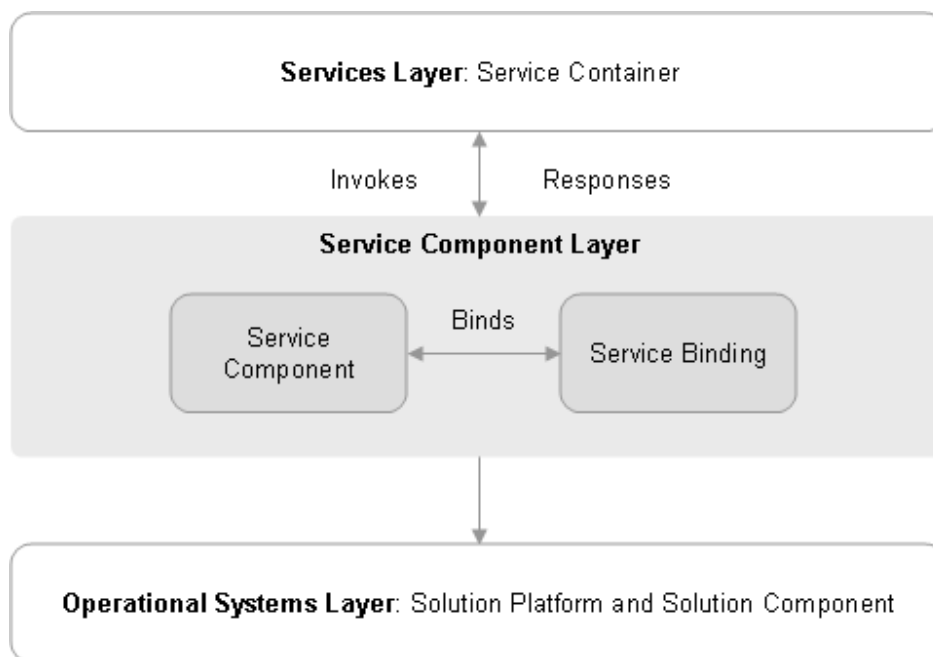 Services Layer: Service Container
Invokes Responses
Service Component Layer
Service
Component
Binds
Service Binding
Operational Systems Layer: Solution Platform and Solution Component